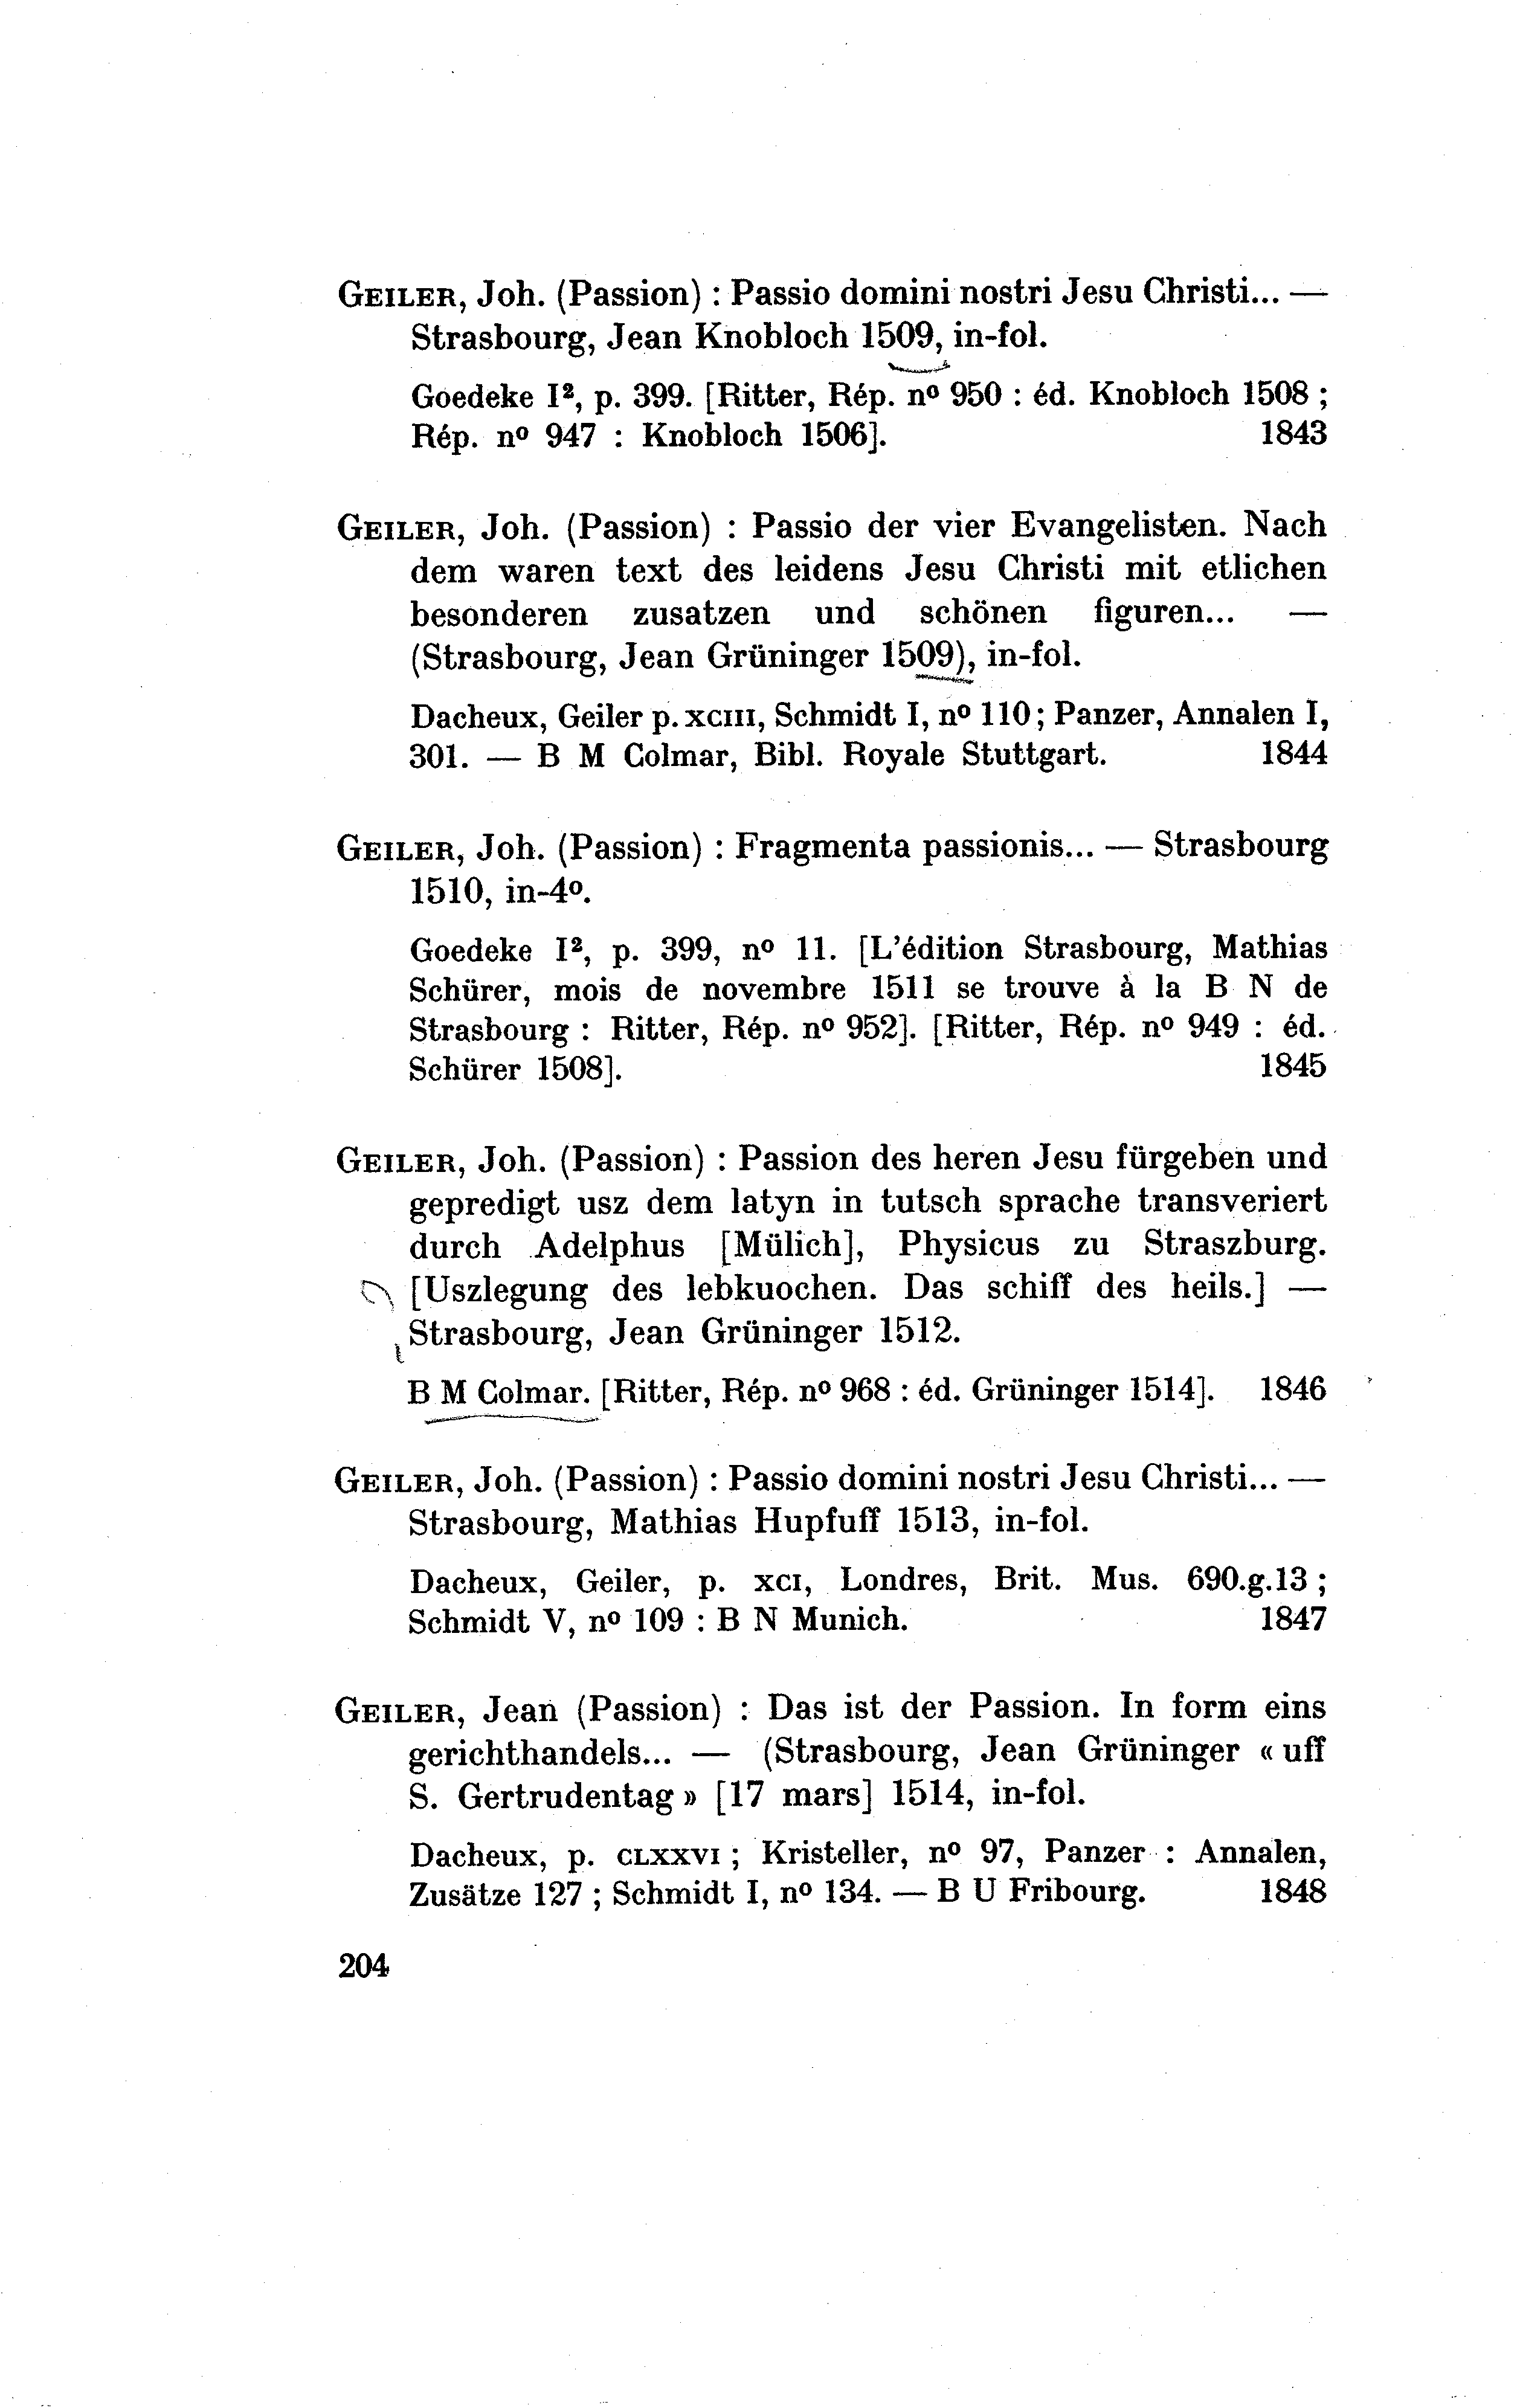 GEILER, Joh. (Passion) : Passio domini nostri Jesu Christi... —
Strasbourg, Jean Knobloch 1509, in-fol.
Goedeke I², p. 399. [Ritter, Rép. nº 950 : éd. Knobloch 1508 ;
Rép. nº 947 : Knobloch 1506]. 1843
GEILER, Joh. (Passion) : Passio der vier Evangelisten. Nach
dem waren text des leidens Jesu Christi mit etlichen
besonderen zusatzen und schönen figuren... —
(Strasbourg, Jean Grüninger 1509), in-fol.
Dacheux, Geiler p. XCIII, Schmidt I, nº 110 ; Panzer, Annalen I,
301. — B M Colmar, Bibl. Royale Stuttgart. 1844
GEILER, Joh. (Passion) : Fragmenta passionis... — Strasbourg
1510, in-4º.
Goedeke I², p. 399, nº 11. [L'édition Strasbourg, Mathias
Schürer, mois de novembre 1511 se trouve à la B N de
Strasbourg : Ritter, Rép. nº 952]. [Ritter, Rép. nº 949 : éd.
Schürer 1508]. 1845
GEILER, Joh. (Passion) : Passion des heren Jesu fürgeben und
gepredigt usz dem latyn in tutsch sprache transveriert
durch Adelphus [Mülich], Physicus zu Straszburg.
[Uszlegung des lebkuochen. Das schiff des heils.] —
Strasbourg, Jean Grüninger 1512.
B M Colmar. [Ritter, Rép. nº 968 : éd. Grüninger 1514]. 1846
GEILER, Joh. (Passion) : Passio domini nostri Jesu Christi... —
Strasbourg, Mathias Hupfuff 1513, in-fol.
Dacheux, Geiler, p. XCI, Londres, Brit. Mus. 690.g.13 ;
Schmidt V, nº 109 : B N Munich. 1847
GEILER, Jean (Passion) : Das ist der Passion. In form eins
gerichthandels... — (Strasbourg, Jean Grüninger « uff
S. Gertrudentag » [17 mars] 1514, in-fol.
Dacheux, p. CLXXVI ; Kristeller, nº 97, Panzer : Annalen,
Zusätze 127 ; Schmidt I, nº 134. — B U Fribourg. 1848
204